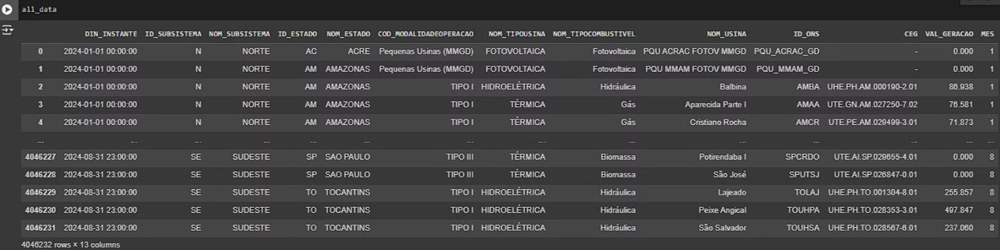 all_data
DIN_INSTANTE ID_SUBSISTEMA NOM_SUBSISTEMA ID_ESTADO NOM_ESTADO COD_MODALIDADEOPERACAO NOM_TIPOUSINA NOM_TIPOCOMBUSTIVEL NOM_USINA ID_ONS CEG VAL_GERACAO MES
0 2024-01-01 00:00:00 N NORTE AC ACRE Pequenas Usinas (MMGD) FOTOVOLTAICA Fotovoltaica PQU ACRAC FOTOV MMGD PQU_ACRAC_GD - 0.000 1
1 2024-01-01 00:00:00 N NORTE AM AMAZONAS Pequenas Usinas (MMGD) FOTOVOLTAICA Fotovoltaica PQU MMAM FOTOV MMGD PQU_MMAM_GD - 0.000 1
2 2024-01-01 00:00:00 N NORTE AM AMAZONAS TIPO I HIDROELÉTRICA Hidráulica Balbina AMBA UHE.PH.AM.000190-2.01 86.938 1
3 2024-01-01 00:00:00 N NORTE AM AMAZONAS TIPO I TÉRMICA Gás Aparecida Parte I AMAA UTE.GN.AM.027250-7.02 76.581 1
4 2024-01-01 00:00:00 N NORTE AM AMAZONAS TIPO I TÉRMICA Gás Cristiano Rocha AMCR UTE.PE.AM.029499-3.01 71.873 1
... ... ... ... ... ... ... ... ... ... ... ... ... ...
4046227 2024-08-31 23:00:00 SE SUDESTE SP SAO PAULO TIPO III TÉRMICA Biomassa Potirendaba I SPCRDO UTE.AI.SP.029655-4.01 0.000 8
4046228 2024-08-31 23:00:00 SE SUDESTE SP SAO PAULO TIPO III TÉRMICA Biomassa São José SPUTSJ UTE.AI.SP.026847-0.01 0.000 8
4046229 2024-08-31 23:00:00 SE SUDESTE TO TOCANTINS TIPO I HIDROELÉTRICA Hidráulica Lajeado TOLAJ UHE.PH.TO.001304-8.01 255.857 8
4046230 2024-08-31 23:00:00 SE SUDESTE TO TOCANTINS TIPO I HIDROELÉTRICA Hidráulica Peixe Angical TOUHPA UHE.PH.TO.028353-3.01 497.847 8
4046231 2024-08-31 23:00:00 SE SUDESTE TO TOCANTINS TIPO I HIDROELÉTRICA Hidráulica São Salvador TOUHSA UHE.PH.TO.028567-6.01 237.060 8
4046232 rows × 13 columns